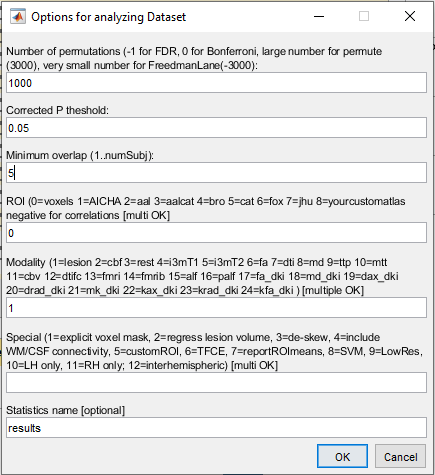 Options for analyzing Dataset
Number of permutations (-1 for FDR, 0 for Bonferroni, large number for permute
(3000), very small number for FreedmanLane(-3000):
1000
Corrected P theshold:
0.05
Minimum overlap (1..numSubj):
5
ROI (0=voxels 1=AICHA 2=aal 3=aalcat 4=bro 5=cat 6=fox 7=jhu 8=yourcustomatlas
negative for correlations [multi OK]
0
Modality (1=lesion 2=cbf 3=rest 4=i3mT1 5=i3mT2 6=fa 7=dti 8=md 9=ttp 10=mtt
11=cbv 12=dtifc 13=fmri 14=fmrib 15=alf 16=palf 17=fa_dki 18=md_dki 19=dax_dki
20=drad_dki 21=mk_dki 22=kax_dki 23=krad_dki 24=kfa_dki ) [multiple OK]
1
Special (1=explicit voxel mask, 2=regress lesion volume, 3=de-skew, 4=include
WM/CSF connectivity, 5=customROI, 6=TFCE, 7=reportROImeans, 8=SVM, 9=LowRes,
10=LH only, 11=RH only; 12=interhemispheric) [multi OK]
Statistics name [optional]
results
OK Cancel